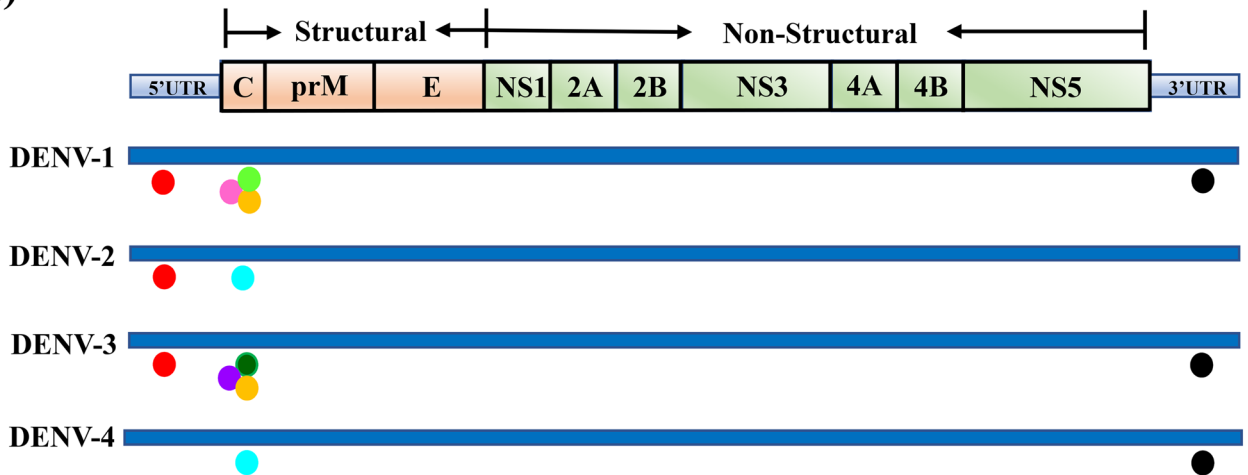 )
Structural Non-Structural
5'UTR C prM E NS1 2A 2B NS3 4A 4B NS5 3'UTR
DENV-1
DENV-2
DENV-3
DENV-4